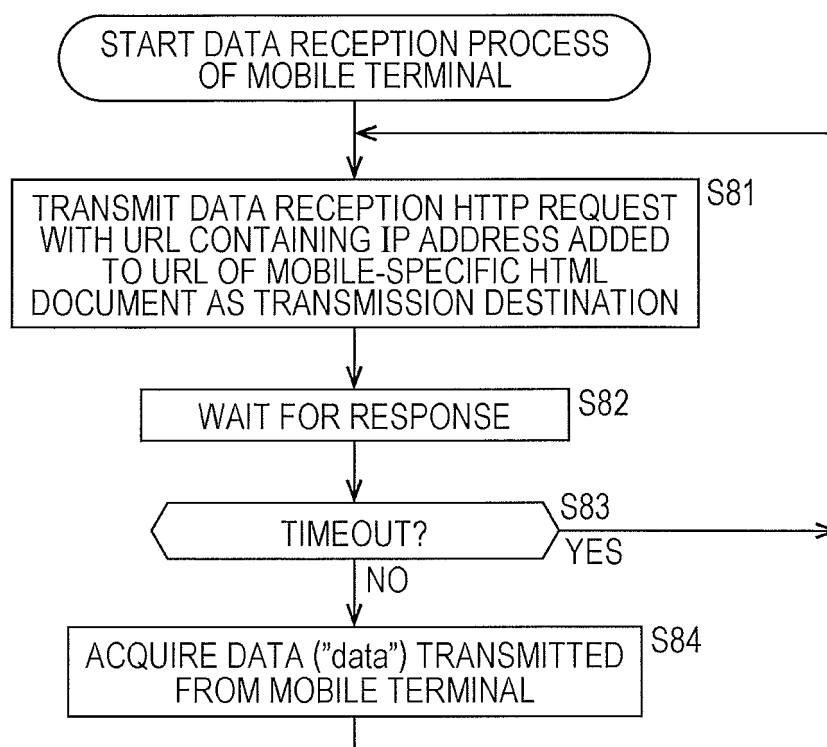 START DATA RECEPTION PROCESS
OF MOBILE TERMINAL
S81
TRANSMIT DATA RECEPTION HTTP REQUEST
WITH URL CONTAINING IP ADDRESS ADDED
TO URL OF MOBILE-SPECIFIC HTML
DOCUMENT AS TRANSMISSION DESTINATION
S82
WAIT FOR RESPONSE
S83
TIMEOUT?
YES
NO
S84
ACQUIRE DATA ("data") TRANSMITTED
FROM MOBILE TERMINAL